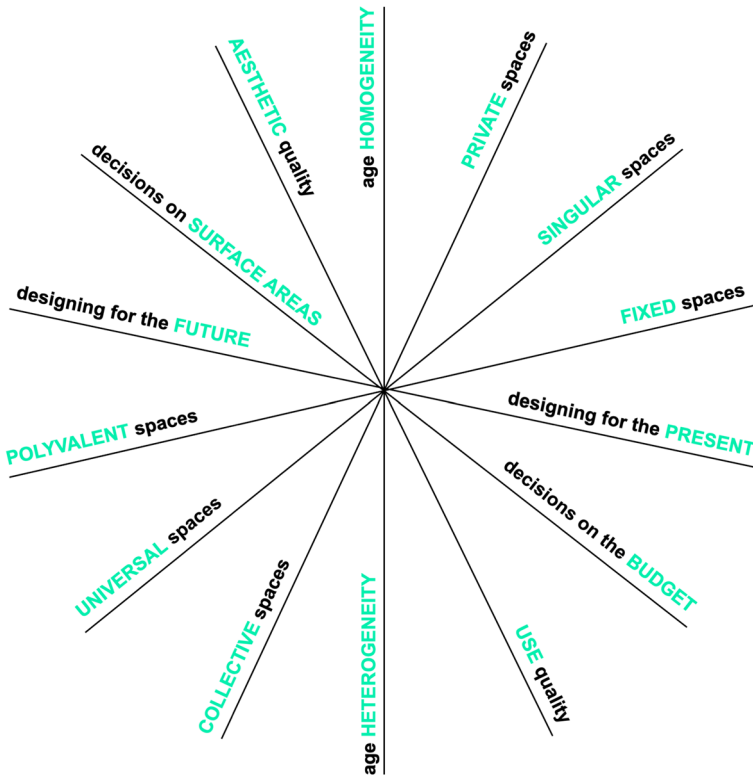 age HOMOGENEITY
PRIVATE spaces
SINGULAR spaces
FIXED spaces
designing for the PRESENT
decisions on the BUDGET
USE quality
age HETEROGENEITY
COLLECTIVE spaces
UNIVERSAL spaces
POLYVALENT spaces
designing for the FUTURE
decisions on SURFACE AREAS
AESTHETIC quality